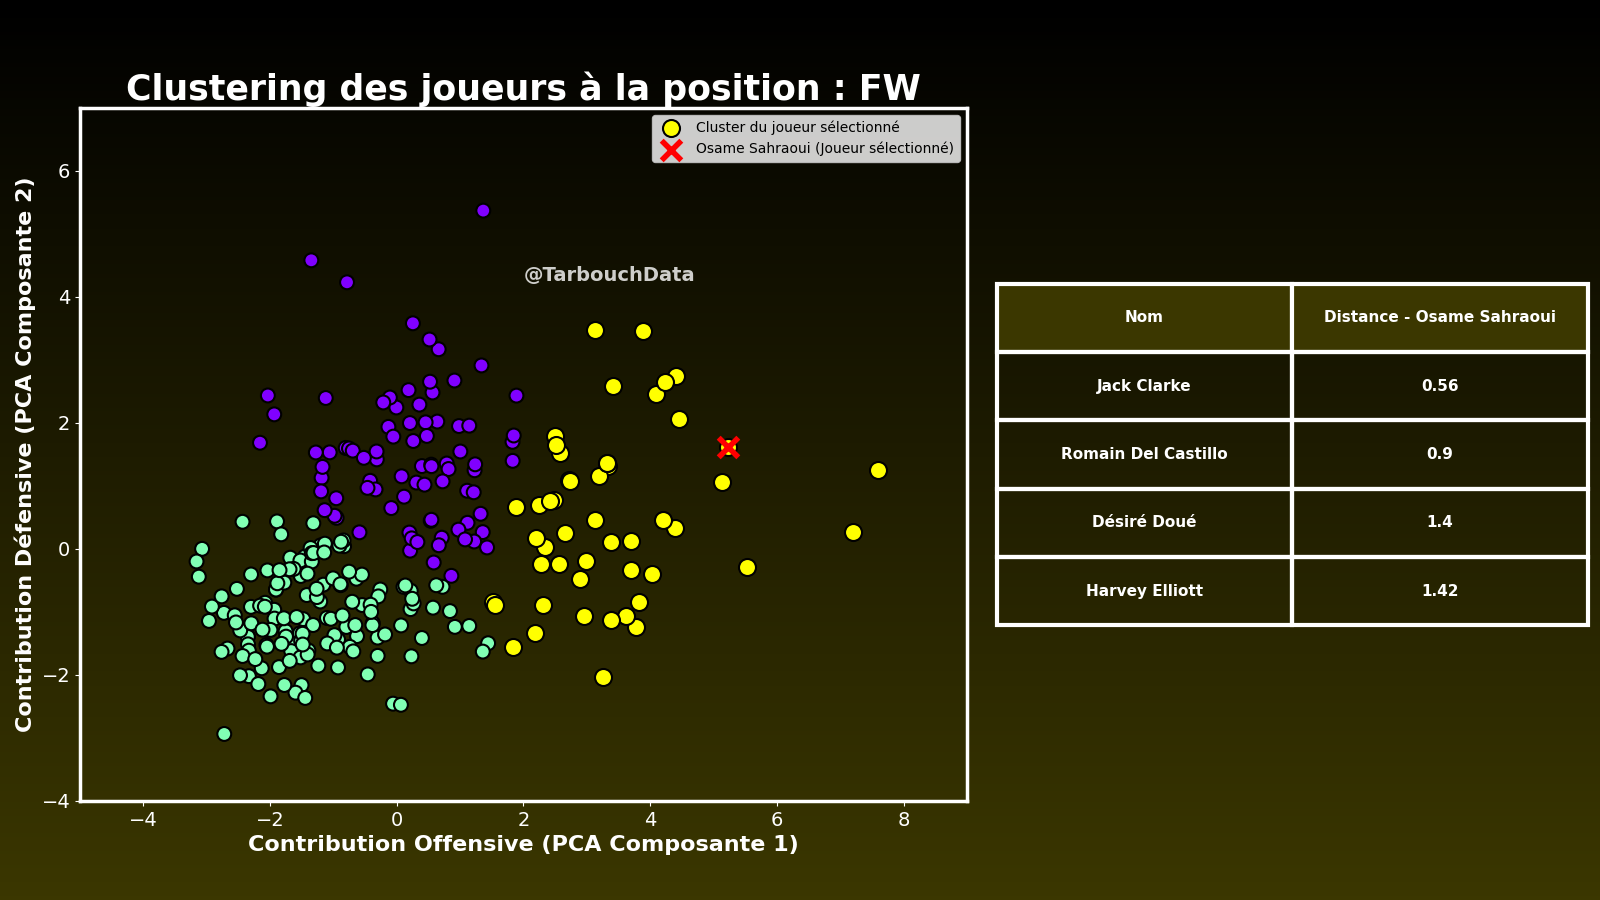 Clustering des joueurs à la position : FW
Cluster du joueur sélectionné
Osame Sahraoui (Joueur sélectionné)
@TarbouchData
Contribution Défensive (PCA Composante 2)
6
4
2
0
−2
−4
−4 −2 0 2 4 6 8
Contribution Offensive (PCA Composante 1)
Nom Distance - Osame Sahraoui
Jack Clarke 0.56
Romain Del Castillo 0.9
Désiré Doué 1.4
Harvey Elliott 1.42